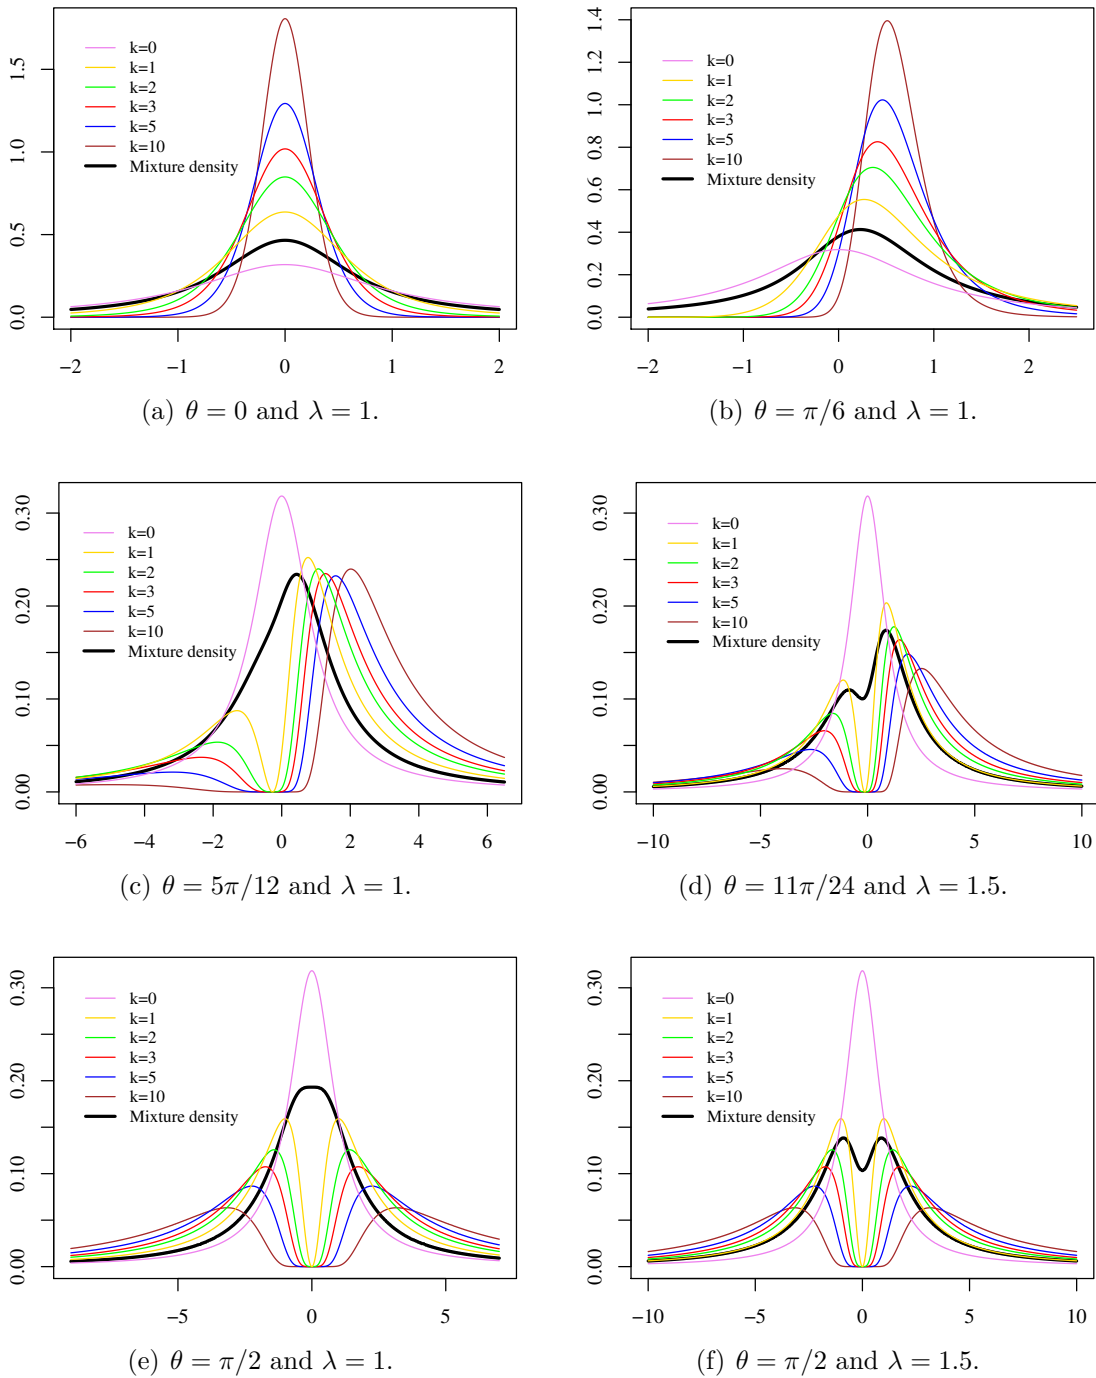 k=0
k=1
k=2
k=3
k=5
k=10
Mixture density
0.0 0.5 1.0 1.5
−2 −1 0 1 2
(a) θ = 0 and λ = 1.
k=0
k=1
k=2
k=3
k=5
k=10
Mixture density
0.0 0.2 0.4 0.6 0.8 1.0 1.2 1.4
−2 −1 0 1 2
(b) θ = π/6 and λ = 1.
k=0
k=1
k=2
k=3
k=5
k=10
Mixture density
0.00 0.10 0.20 0.30
−6 −4 −2 0 2 4 6
(c) θ = 5π/12 and λ = 1.
k=0
k=1
k=2
k=3
k=5
k=10
Mixture density
0.00 0.10 0.20 0.30
−10 −5 0 5 10
(d) θ = 11π/24 and λ = 1.5.
k=0
k=1
k=2
k=3
k=5
k=10
Mixture density
0.00 0.10 0.20 0.30
−5 0 5
(e) θ = π/2 and λ = 1.
k=0
k=1
k=2
k=3
k=5
k=10
Mixture density
0.00 0.10 0.20 0.30
−10 −5 0 5 10
(f) θ = π/2 and λ = 1.5.